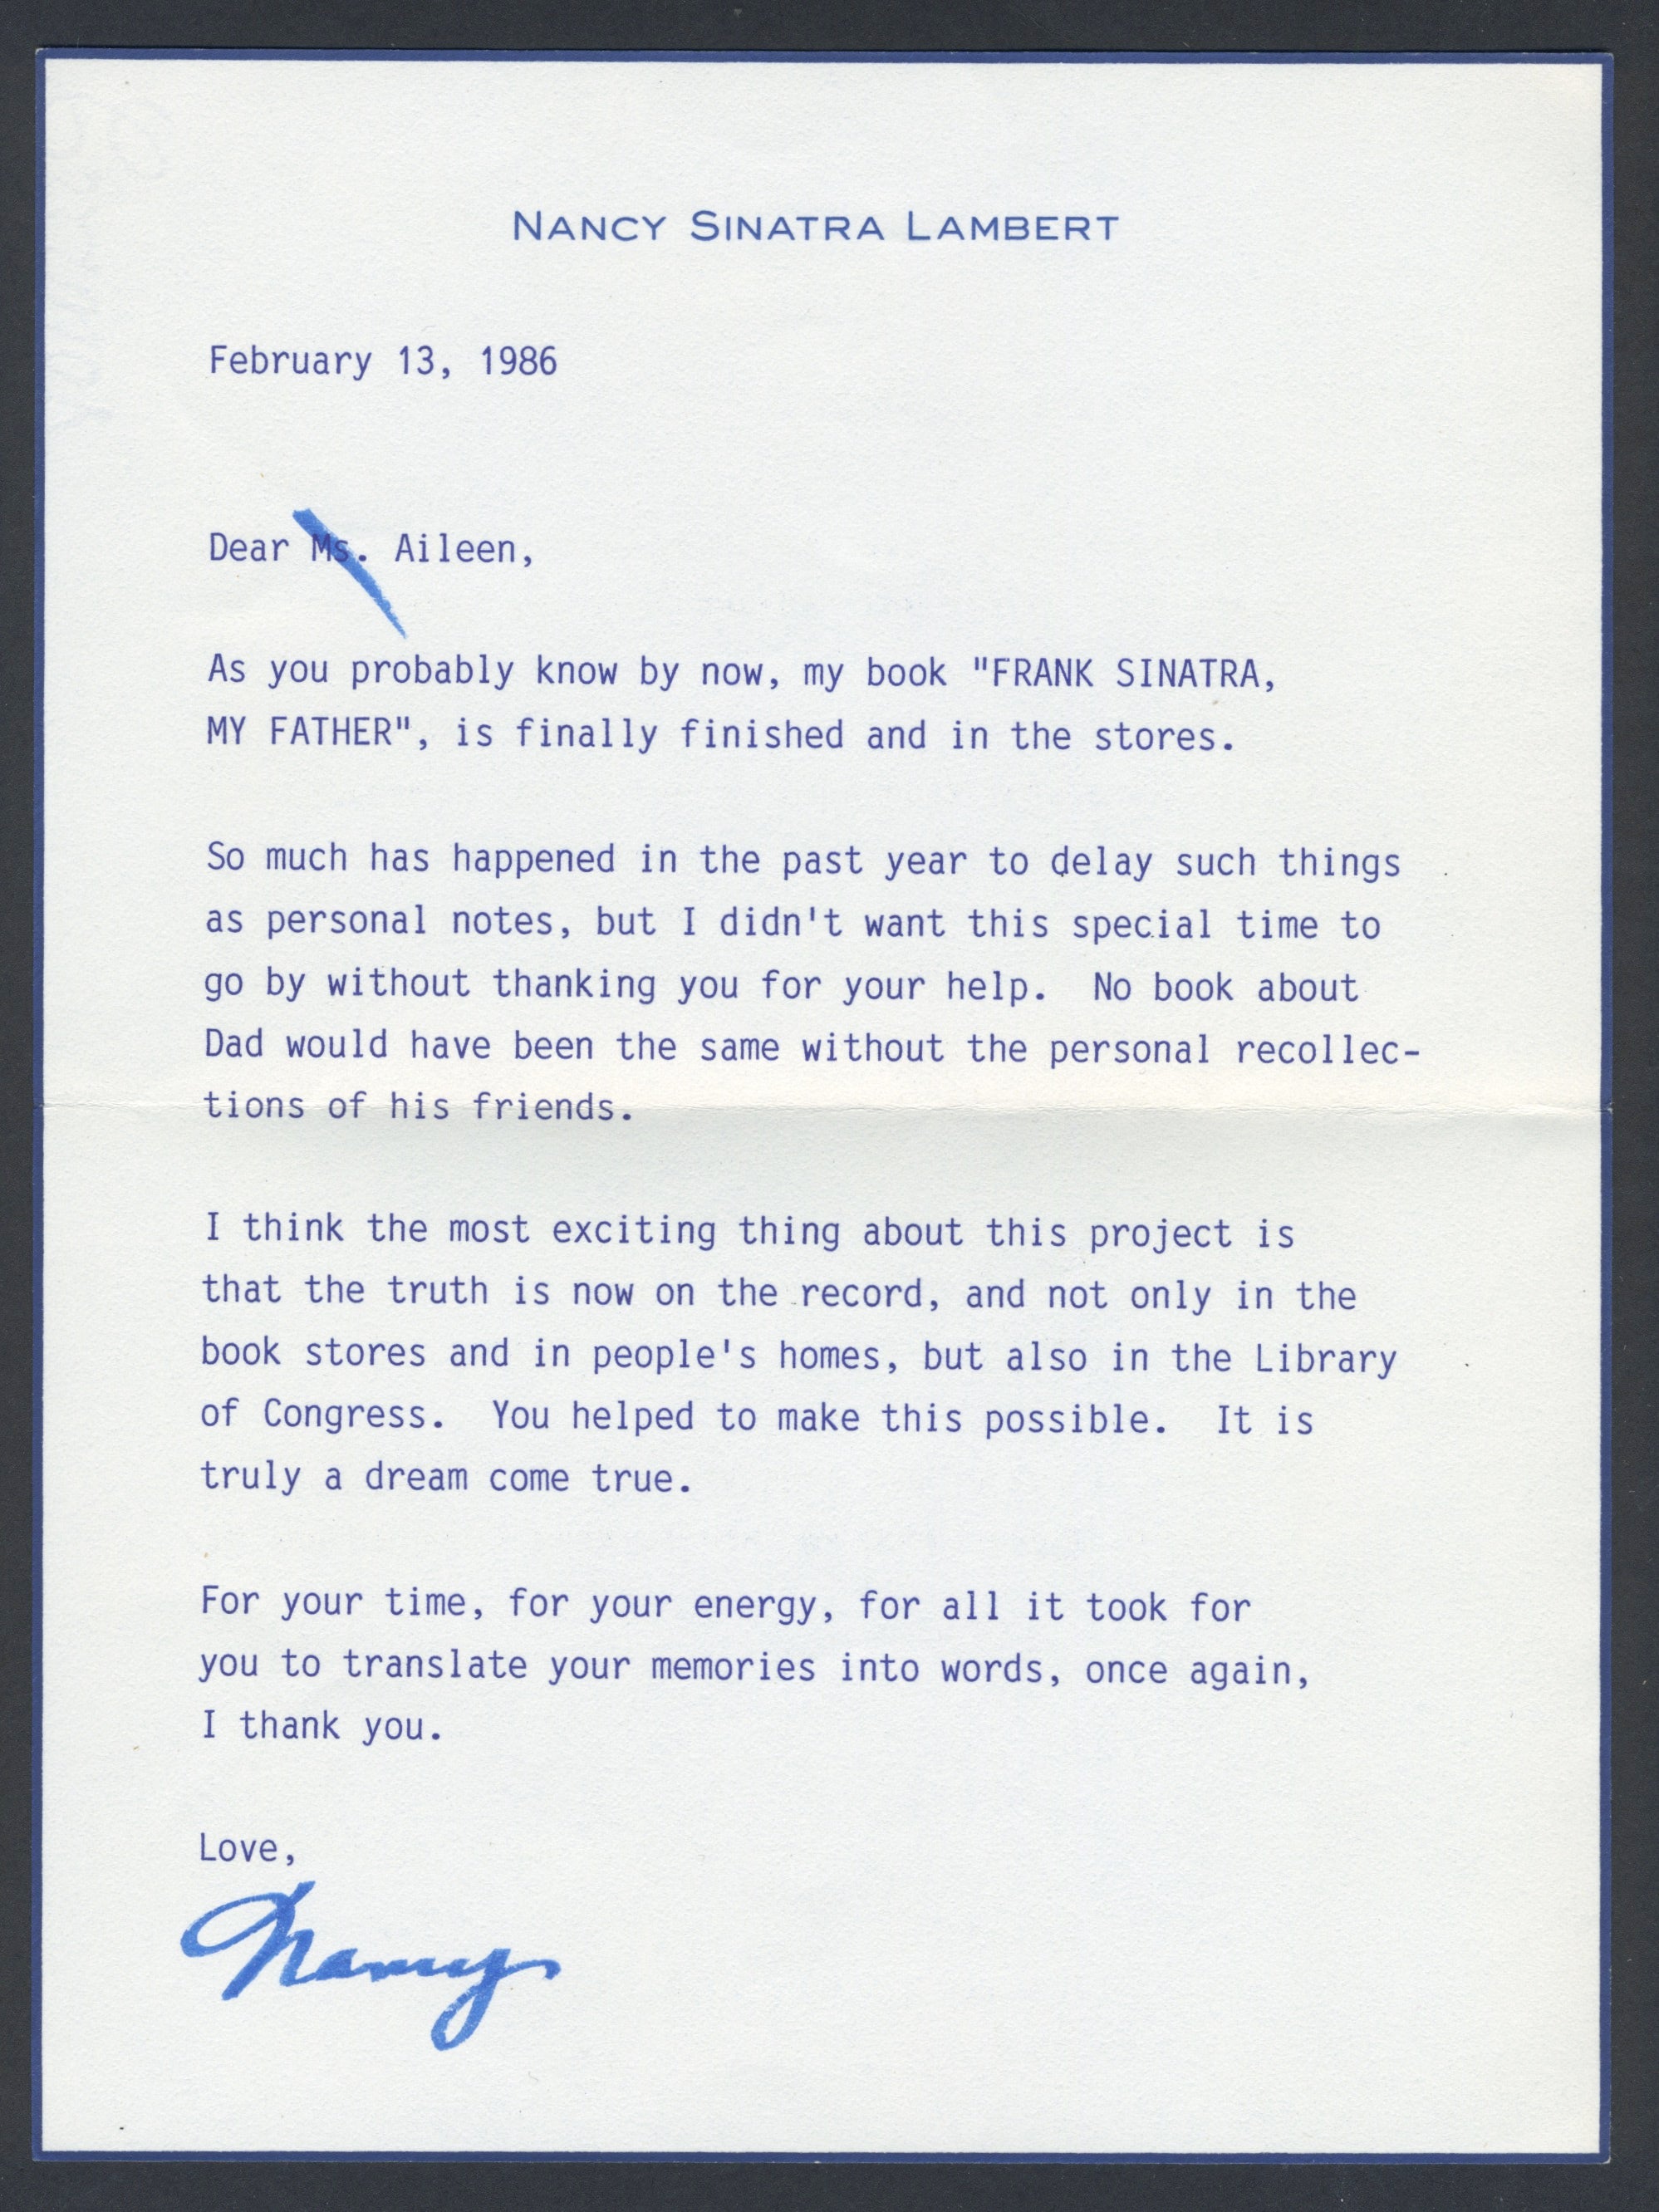 NANCY SINATRA LAMBERT
February 13, 1986
Dear Ms. Aileen,
As you probably know by now, my book "FRANK SINATRA,
MY FATHER", is finally finished and in the stores.
So much has happened in the past year to delay such things
as personal notes, but I didn't want this special time to
go by without thanking you for your help.  No book about
Dad would have been the same without the personal recollec-
tions of his friends.
I think the most exciting thing about this project is
that the truth is now on the record, and not only in the
book stores and in people's homes, but also in the Library
of Congress.  You helped to make this possible.  It is
truly a dream come true.
For your time, for your energy, for all it took for
you to translate your memories into words, once again,
I thank you.
Love,
Nancy